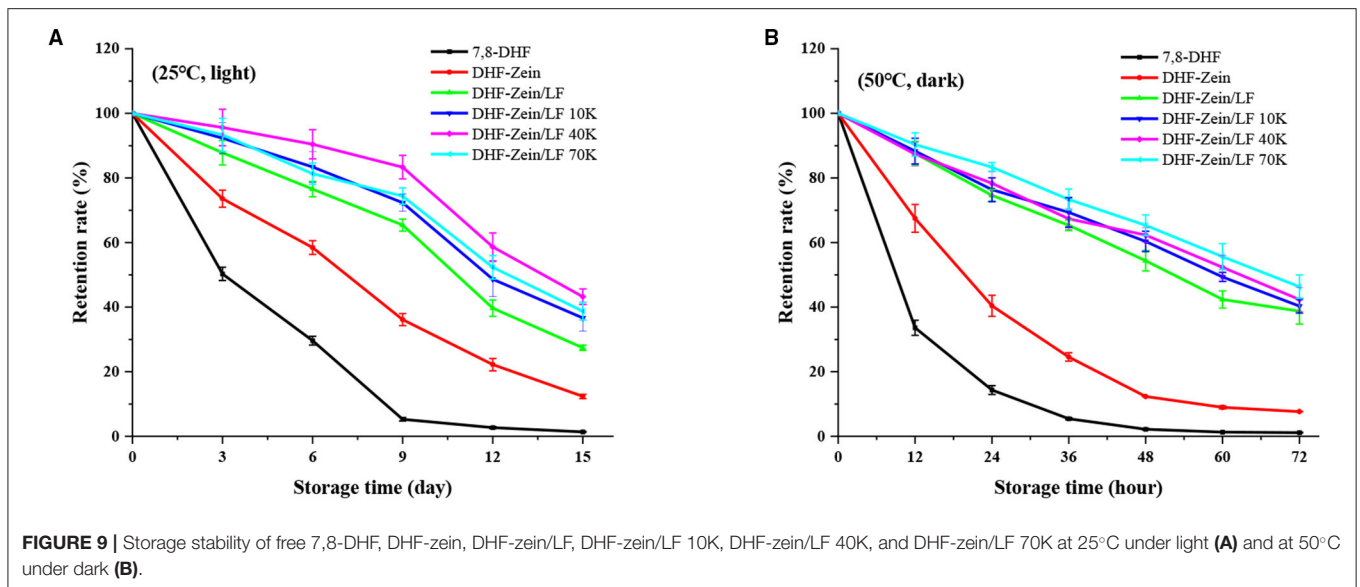 A
120
100
80
60
40
20
0
Retention rate (%)
(25℃, light)
7,8-DHF
DHF-Zein
DHF-Zein/LF
DHF-Zein/LF 10K
DHF-Zein/LF 40K
DHF-Zein/LF 70K
0 3 6 9 12 15
Storage time (day)
B
120
100
80
60
40
20
0
Retention rate (%)
(50℃, dark)
7,8-DHF
DHF-Zein
DHF-Zein/LF
DHF-Zein/LF 10K
DHF-Zein/LF 40K
DHF-Zein/LF 70K
0 12 24 36 48 60 72
Storage time (hour)
FIGURE 9 | Storage stability of free 7,8-DHF, DHF-zein, DHF-zein/LF, DHF-zein/LF 10K, DHF-zein/LF 40K, and DHF-zein/LF 70K at 25°C under light (A) and at 50°C
under dark (B).